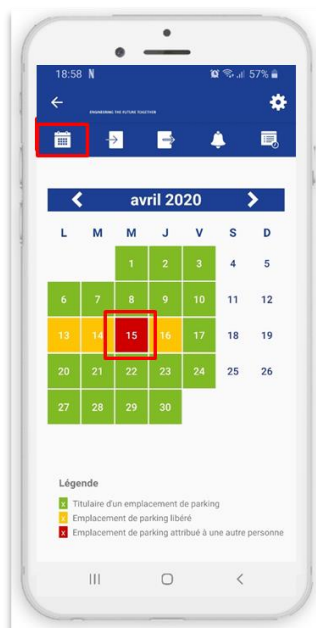 18:58 N 57%
ENGINEERING THE FUTURE TOGETHER
avril 2020
L M M J V S D
1 2 3 4 5
6 7 8 9 10 11 12
13 14 15 16 17 18 19
20 21 22 23 24 25 26
27 28 29 30
Légende
x Titulaire d'un emplacement de parking
x Emplacement de parking libéré
x Emplacement de parking attribué à une autre personne